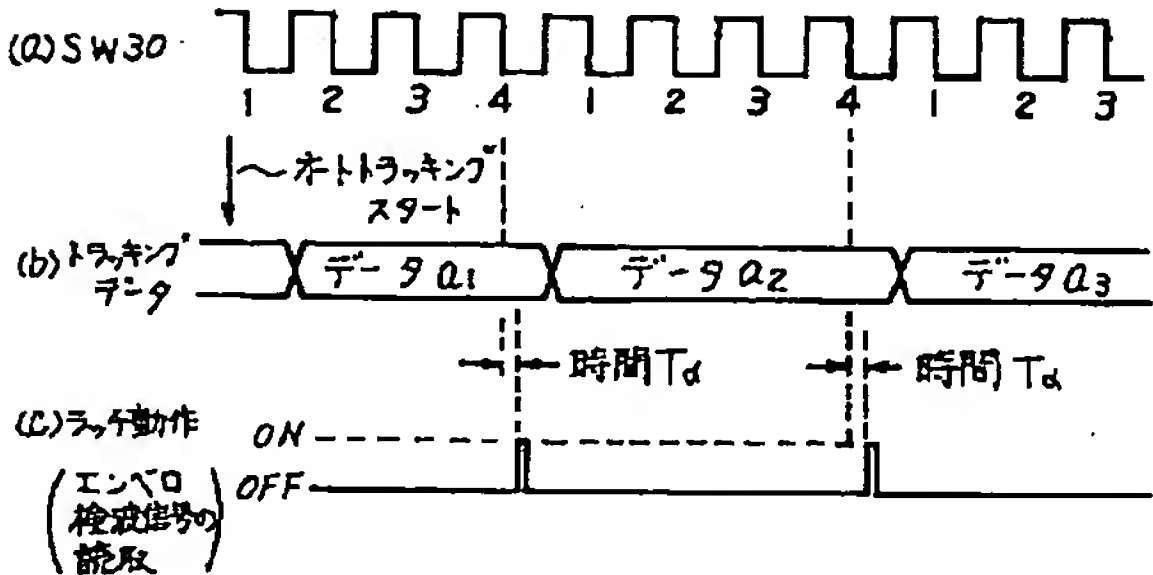 (a) SW30
1 2 3 4 1 2 3 4 1 2 3
オートトラッキング
スタート
(b) トラッキング
データ
データ a1 データ a2 データ a3
時間 Tα 時間 Tα
(c) ラッチ動作
ON
OFF
エンベロ
検波信号の
読取